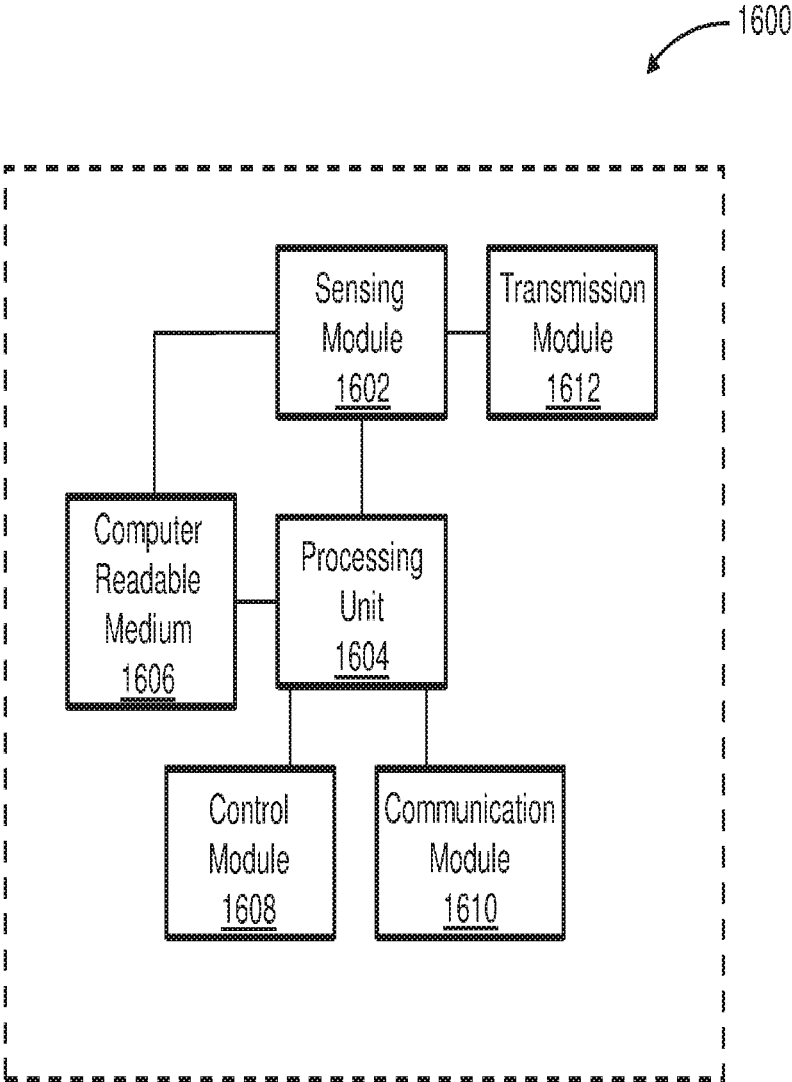 1600
Sensing
Module
1602
Transmission
Module
1612
Computer
Readable
Medium
1606
Processing
Unit
1604
Control
Module
1608
Communication
Module
1610